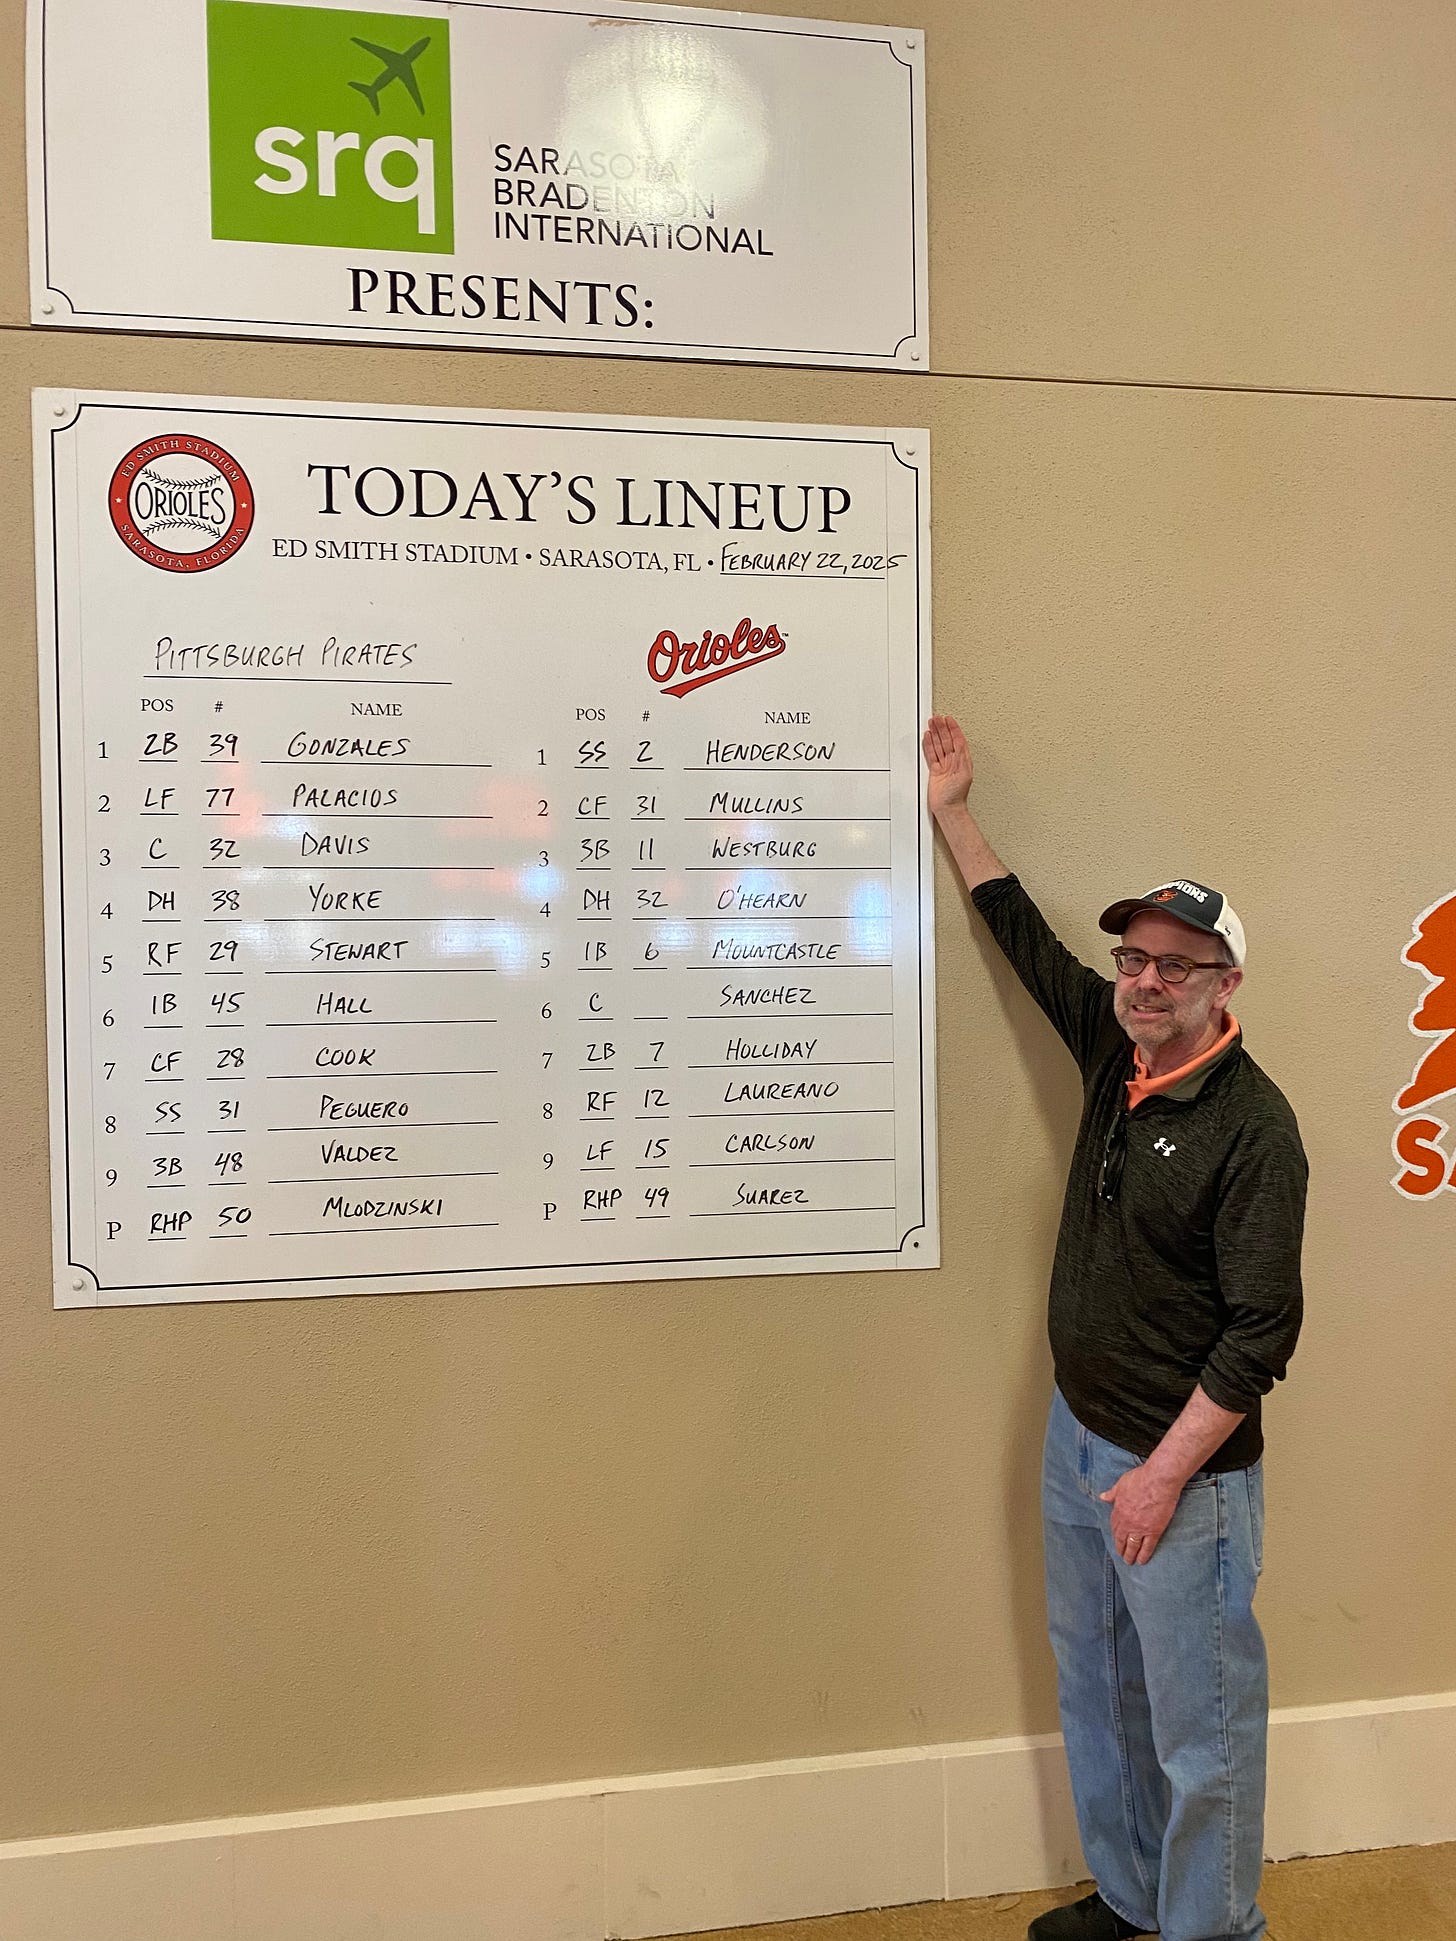 srq
SARASOTA
BRADENTON
INTERNATIONAL
PRESENTS:
ED SMITH STADIUM
ORIOLES
SARASOTA, FLORIDA
TODAY'S LINEUP
ED SMITH STADIUM • SARASOTA, FL • FEBRUARY 22, 2025
PITTSBURGH PIRATES
POS # NAME
1 2B 39 GONZALES
2 LF 77 PALACIOS
3 C 32 DAVIS
4 DH 38 YORKE
5 RF 29 STEWART
6 1B 45 HALL
7 CF 28 COOK
8 SS 31 PEGUERO
9 3B 48 VALDEZ
P RHP 50 MLODZINSKI
Orioles™
POS # NAME
1 SS 2 HENDERSON
2 CF 31 MULLINS
3 3B 11 WESTBURG
4 DH 32 O'HEARN
5 1B 6 MOUNTCASTLE
6 C SANCHEZ
7 2B 7 HOLLIDAY
8 RF 12 LAUREANO
9 LF 15 CARLSON
P RHP 49 SUAREZ